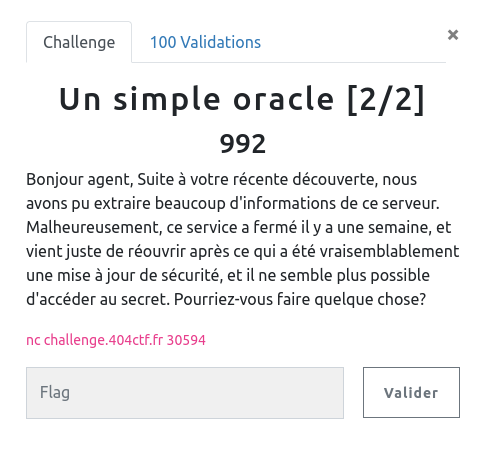 Challenge
100 Validations
×
Un simple oracle [2/2]
992
Bonjour agent, Suite à votre récente découverte, nous
avons pu extraire beaucoup d'informations de ce serveur.
Malheureusement, ce service a fermé il y a une semaine, et
vient juste de réouvrir après ce qui a été vraisemblablement
une mise à jour de sécurité, et il ne semble plus possible
d'accéder au secret. Pourriez-vous faire quelque chose?
nc challenge.404ctf.fr 30594
Flag
Valider